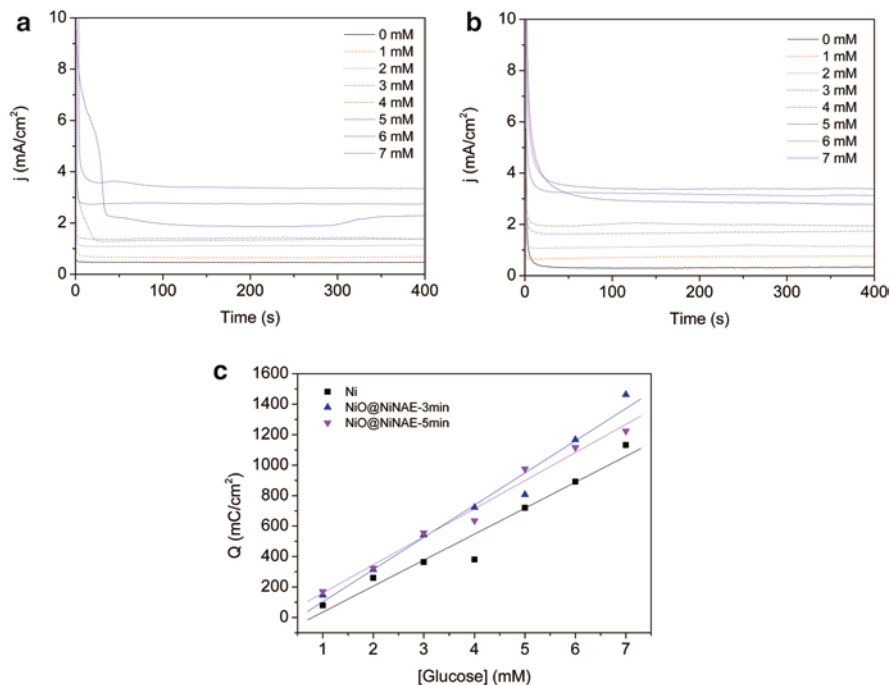 a
10
8
6
4
2
0
j (mA/cm²)
0 mM
1 mM
2 mM
3 mM
4 mM
5 mM
6 mM
7 mM
0 100 200 300 400
Time (s)
b
10
8
6
4
2
0
j (mA/cm²)
0 mM
1 mM
2 mM
3 mM
4 mM
5 mM
6 mM
7 mM
0 100 200 300 400
Time (s)
c
1600
1400
1200
1000
800
600
400
200
0
Q (mC/cm²)
Ni
NiO@NiNAE-3min
NiO@NiNAE-5min
1 2 3 4 5 6 7
[Glucose] (mM)